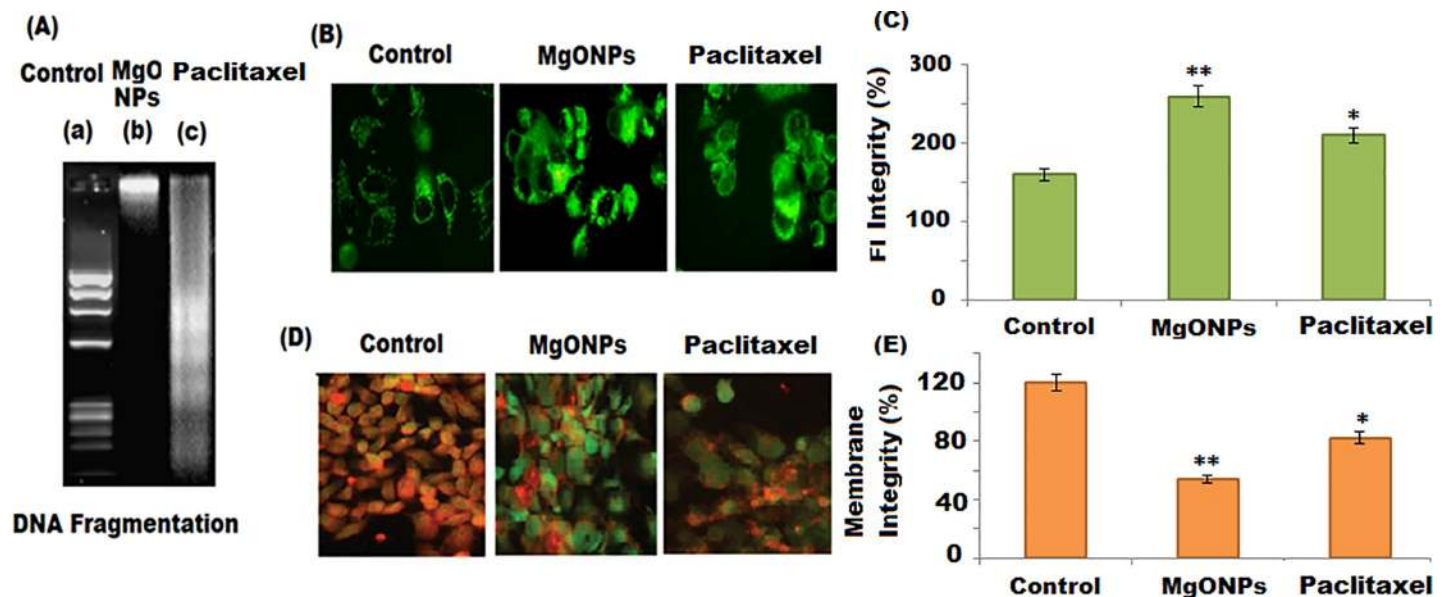 (A)
Control MgO Paclitaxel
NPs
(a) (b) (c)
DNA Fragmentation
(B)
Control MgONPs Paclitaxel
(C)
FI Integrity (%)
300
200
100
0
**
*
Control MgONPs Paclitaxel
(D)
Control MgONPs Paclitaxel
(E)
Membrane
Integrity (%)
120
80
40
0
**
*
Control MgONPs Paclitaxel